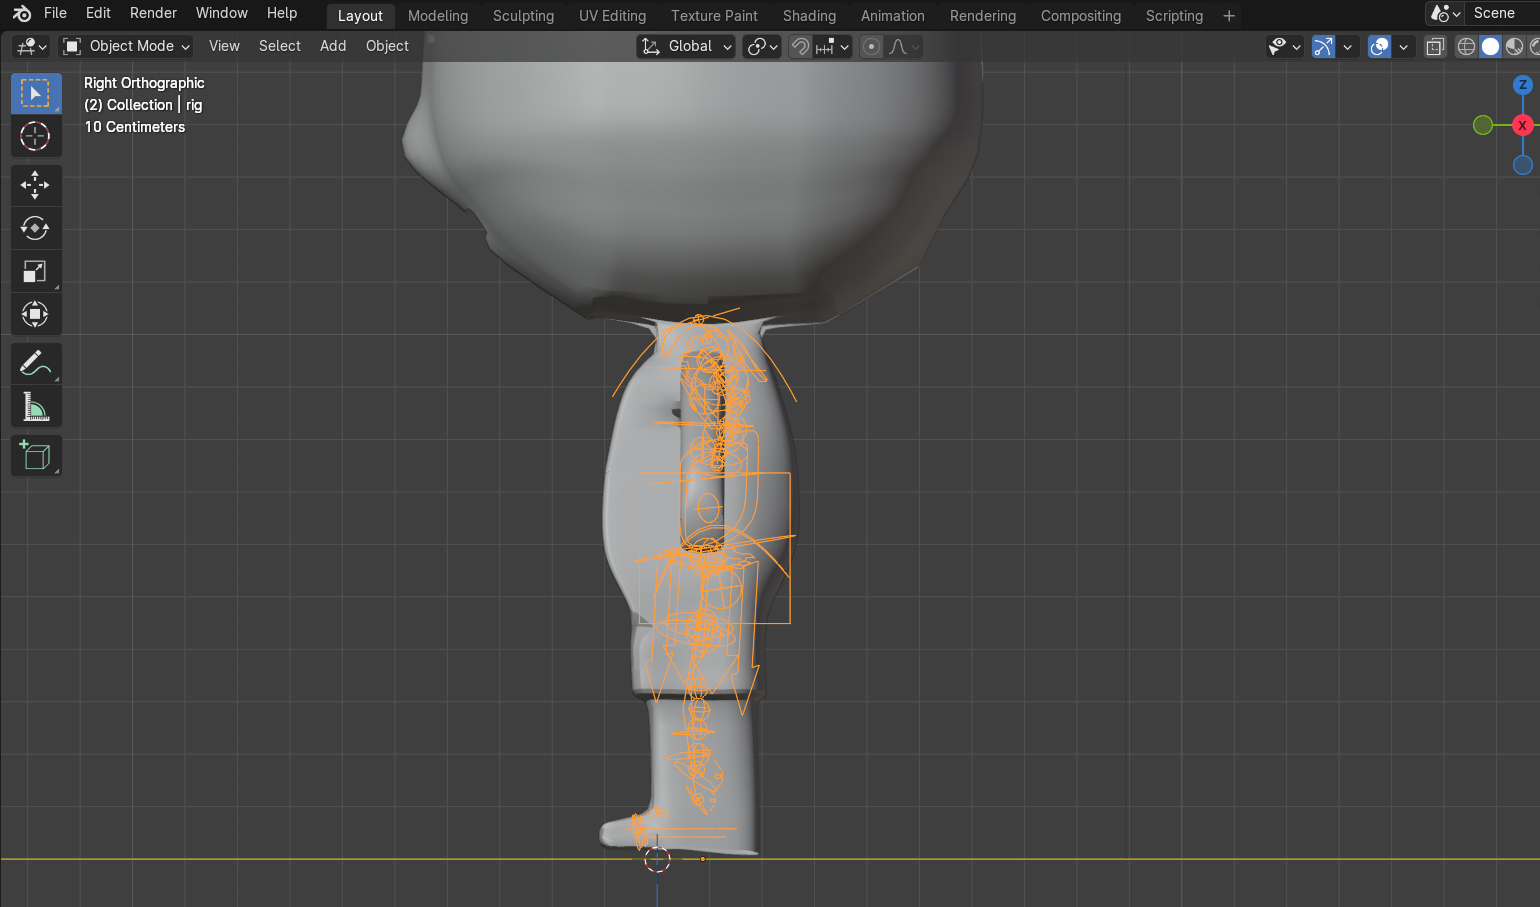 File Edit Render Window Help Layout Modeling Sculpting UV Editing Texture Paint Shading Animation Rendering Compositing Scripting + Scene
Object Mode View Select Add Object Global
Right Orthographic
(2) Collection | rig
10 Centimeters
Z
X